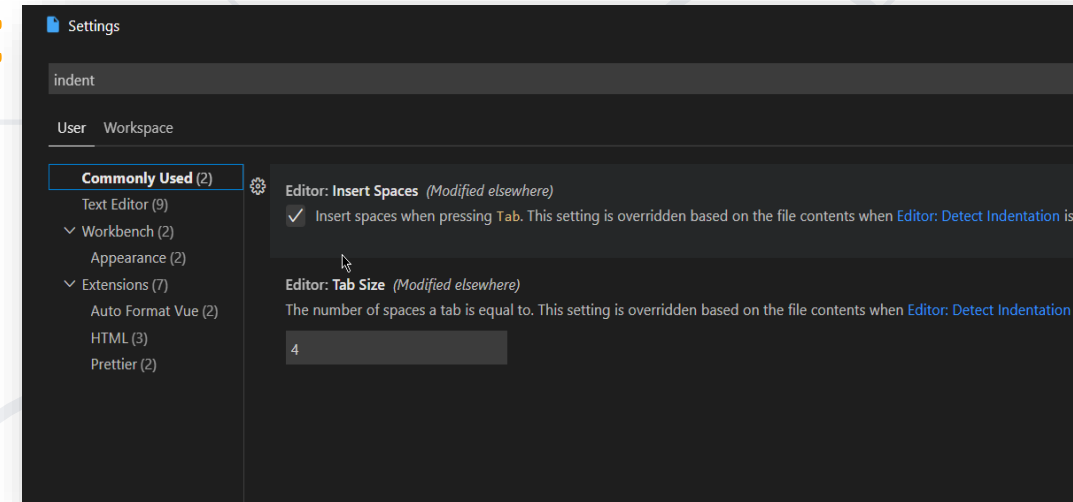 Settings
indent
User Workspace
Commonly Used (2)
Text Editor (9)
Workbench (2)
Appearance (2)
Extensions (7)
Auto Format Vue (2)
HTML (3)
Prettier (2)
Editor: Insert Spaces (Modified elsewhere)
Insert spaces when pressing Tab. This setting is overridden based on the file contents when Editor: Detect Indentation is
Editor: Tab Size (Modified elsewhere)
The number of spaces a tab is equal to. This setting is overridden based on the file contents when Editor: Detect Indentation
4